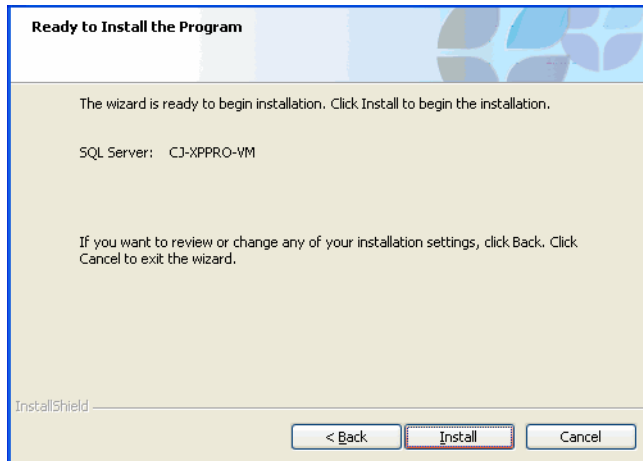 Ready to Install the Program
The wizard is ready to begin installation. Click Install to begin the installation.
SQL Server: CJ-XPPRO-VM
If you want to review or change any of your installation settings, click Back. Click
Cancel to exit the wizard.
InstallShield
< Back Install Cancel